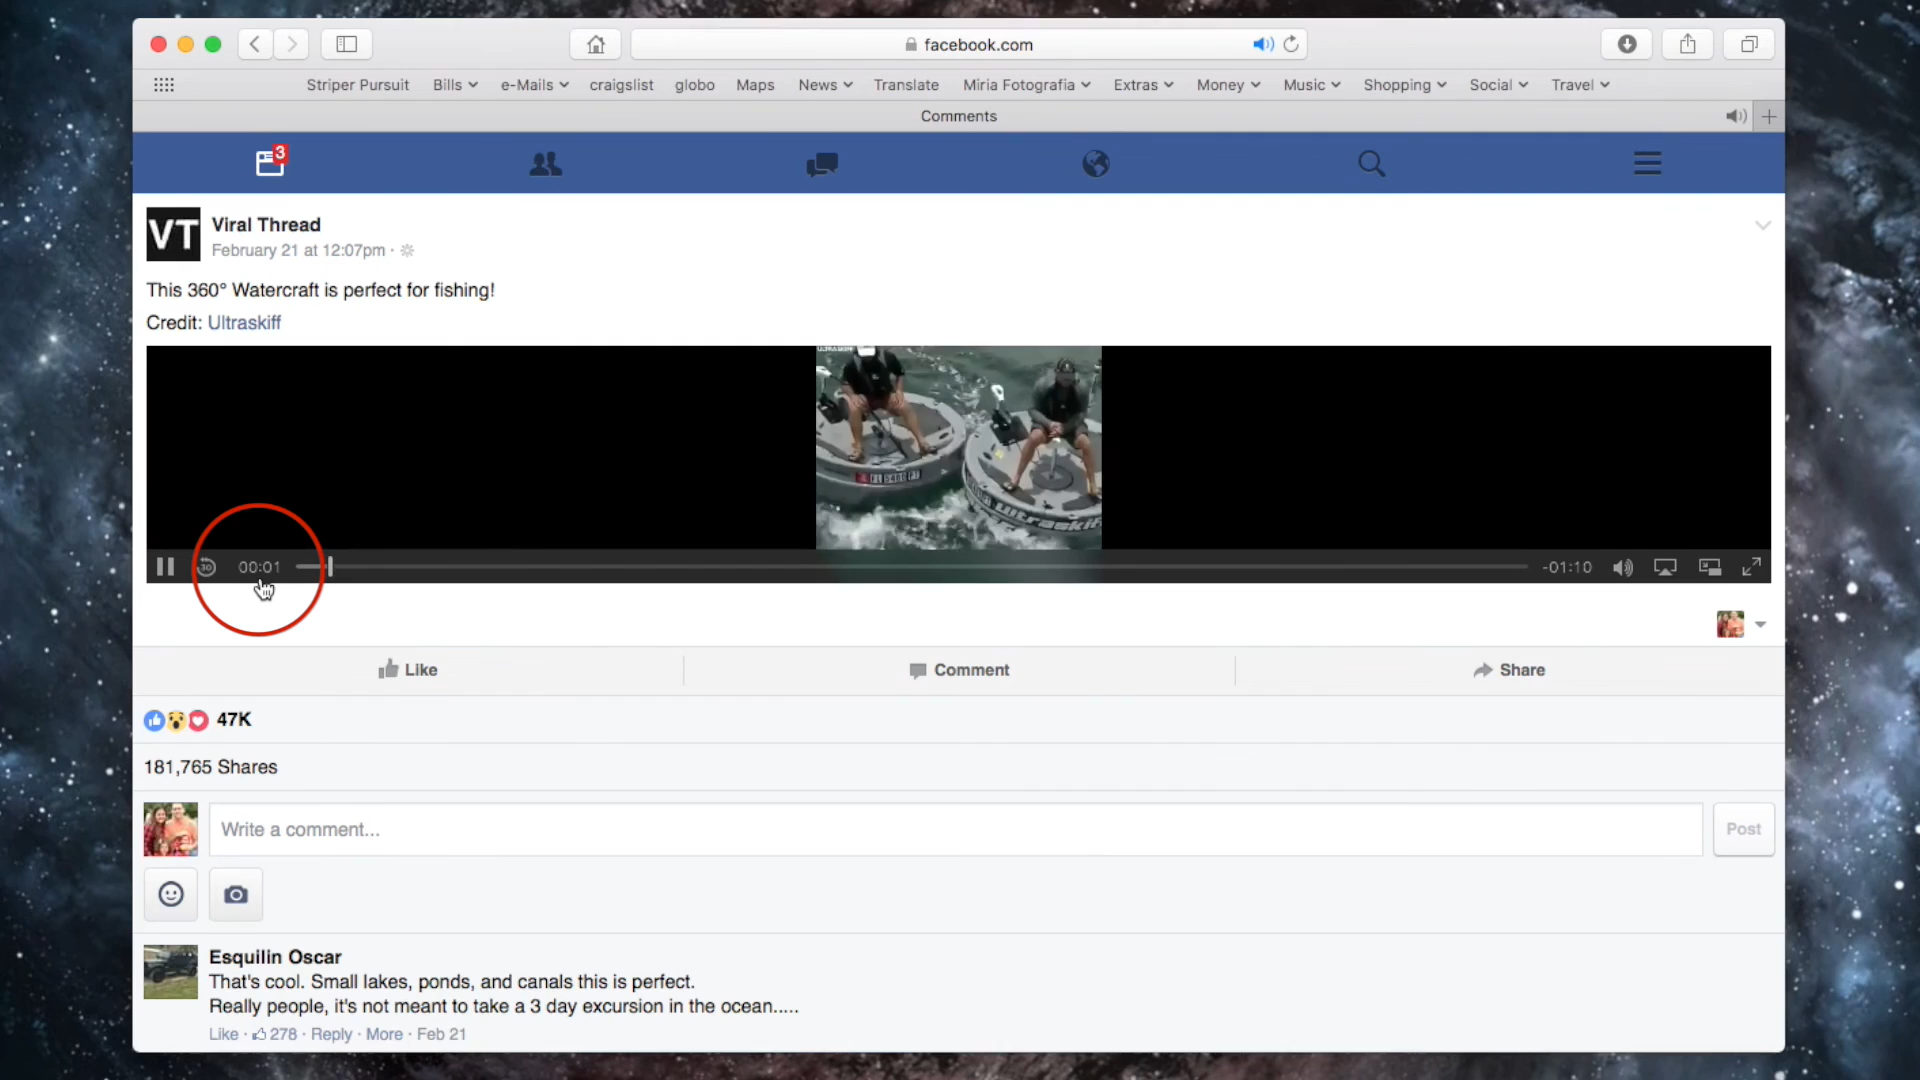 facebook.com
Striper Pursuit Bills e-Mails craigslist globo Maps News Translate Miria Fotografia Extras Money Music Shopping Social Travel
Comments
3
VT Viral Thread
February 21 at 12:07pm ·
This 360° Watercraft is perfect for fishing!
Credit: Ultraskiff
Ultraskiff
30 00:01 -01:10
Like Comment Share
47K
181,765 Shares
Write a comment... Post
Esquilin Oscar
That's cool. Small lakes, ponds, and canals this is perfect.
Really people, it's not meant to take a 3 day excursion in the ocean.....
Like · 278 · Reply · More · Feb 21